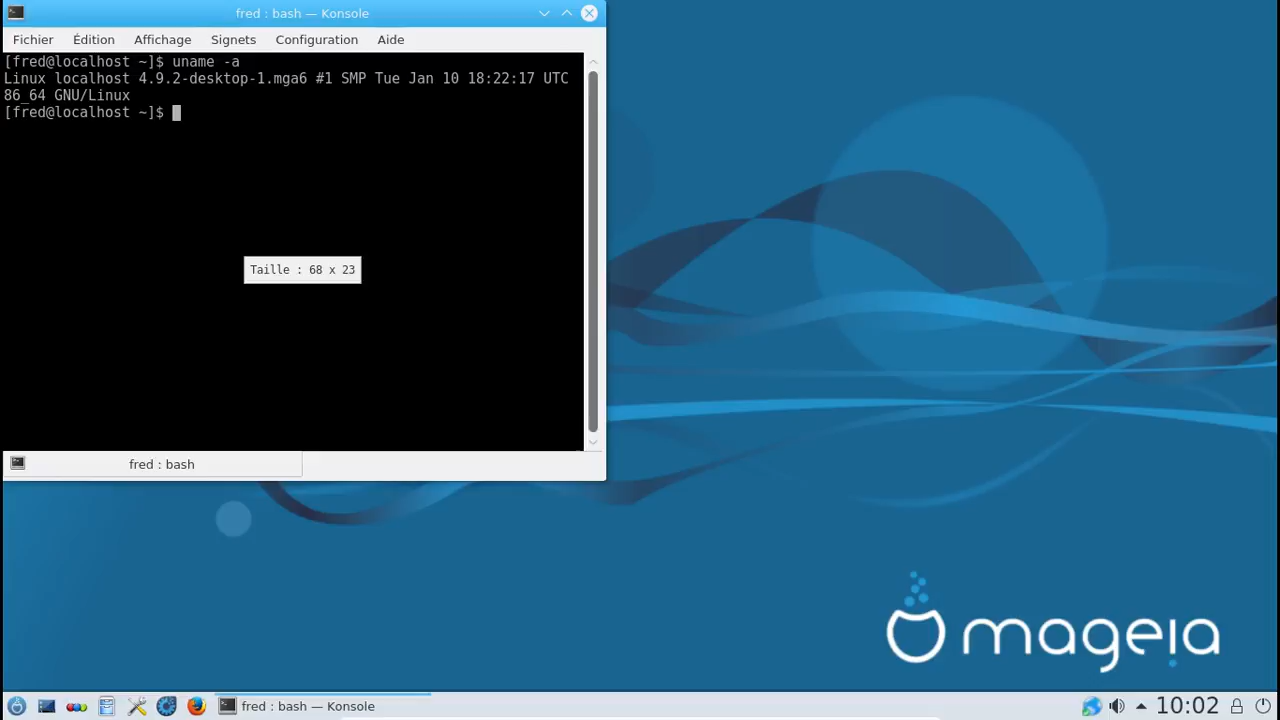 fred : bash — Konsole
Fichier Édition Affichage Signets Configuration Aide
[fred@localhost ~]$ uname -a
Linux localhost 4.9.2-desktop-1.mga6 #1 SMP Tue Jan 10 18:22:17 UTC
86_64 GNU/Linux
[fred@localhost ~]$
Taille : 68 x 23
fred : bash
mageia
fred : bash — Konsole
10:02